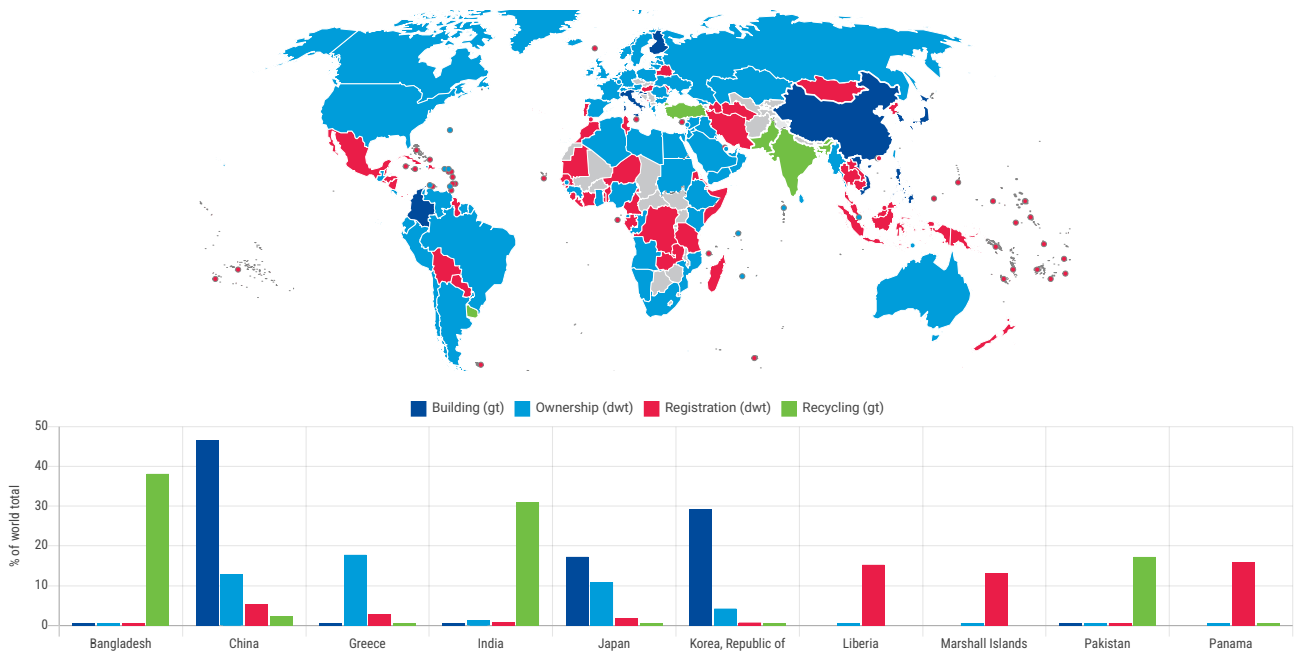 Building (gt) Ownership (dwt) Registration (dwt) Recycling (gt)
50
40
30
20
10
0
% of world total
Bangladesh China Greece India Japan Korea, Republic of Liberia Marshall Islands Pakistan Panama